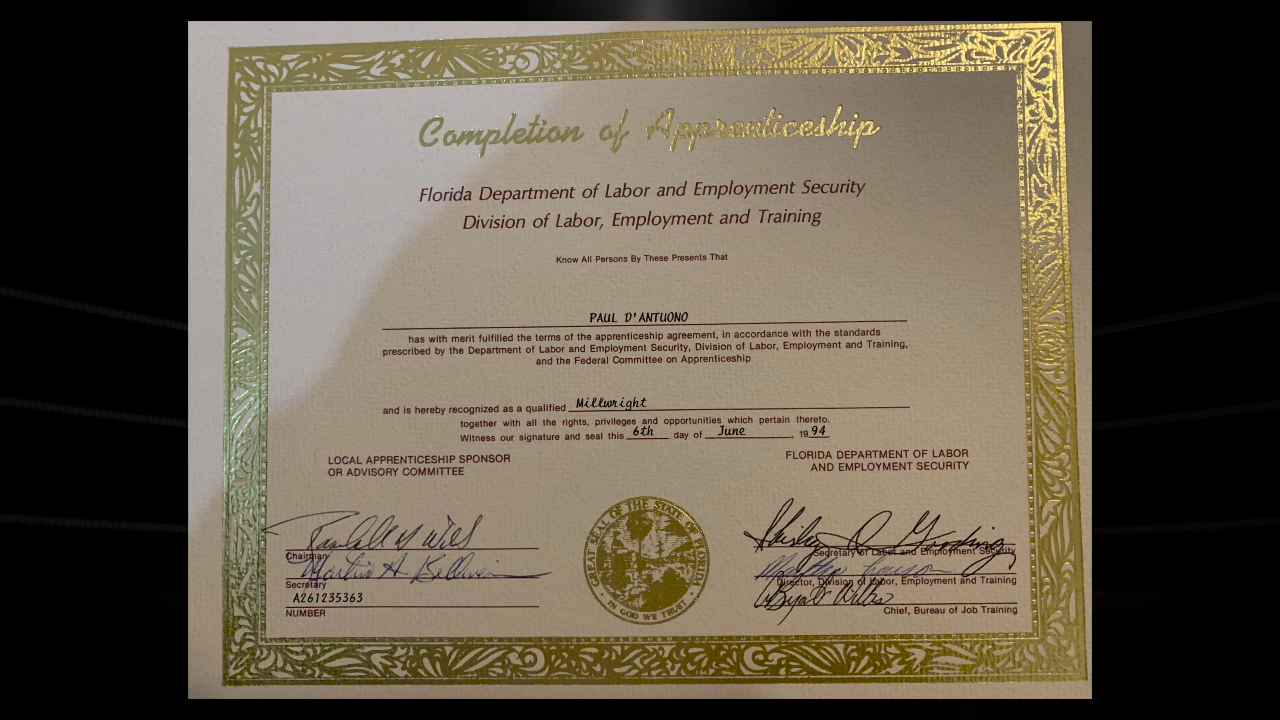 Completion of Apprenticeship
Florida Department of Labor and Employment Security
Division of Labor, Employment and Training
Know All Persons By These Presents That
PAUL D'ANTUONO
has with merit fulfilled the terms of the apprenticeship agreement, in accordance with the standards
prescribed by the Department of Labor and Employment Security, Division of Labor, Employment and Training,
and the Federal Committee on Apprenticeship
and is hereby recognized as a qualified Millwright
together with all the rights, privileges and opportunities which pertain thereto.
Witness our signature and seal this 6th day of June, 1994
LOCAL APPRENTICESHIP SPONSOR
OR ADVISORY COMMITTEE
Chairman
Secretary
A261235363
NUMBER
GREAT SEAL OF THE STATE OF FLORIDA
IN GOD WE TRUST
FLORIDA DEPARTMENT OF LABOR
AND EMPLOYMENT SECURITY
Shirley
Secretary of Labor and Employment Security
Director, Division of Labor, Employment and Training
Chief, Bureau of Job Training